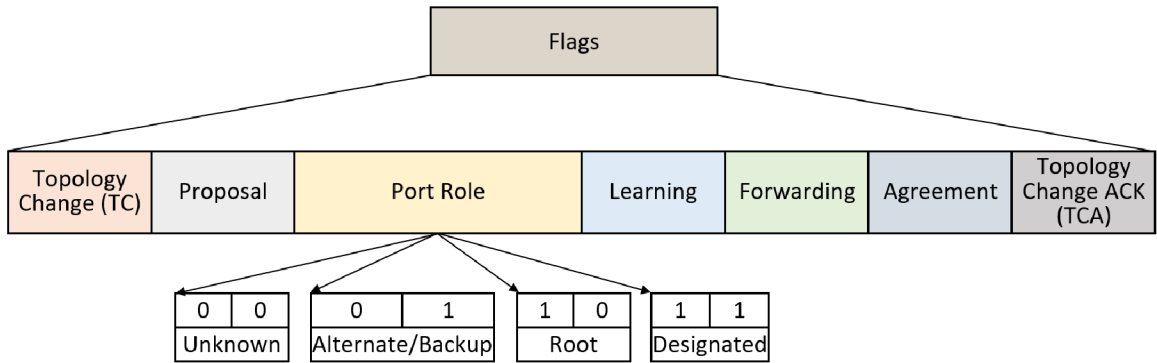 Flags
Topology
Change (TC)
Proposal
Port Role
Learning
Forwarding
Agreement
Topology
Change ACK
(TCA)
0 0
Unknown
0 1
Alternate/Backup
1 0
Root
1 1
Designated